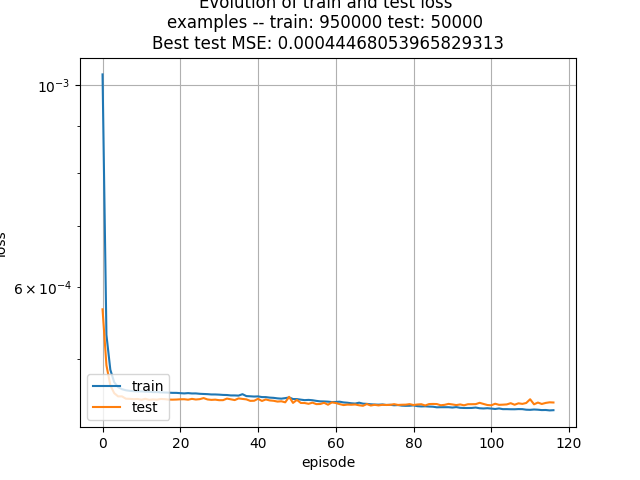 Evolution of train and test loss
examples -- train: 950000 test: 50000
Best test MSE: 0.00044468053965829313
10⁻³
6 × 10⁻⁴
loss
train
test
0 20 40 60 80 100 120
episode